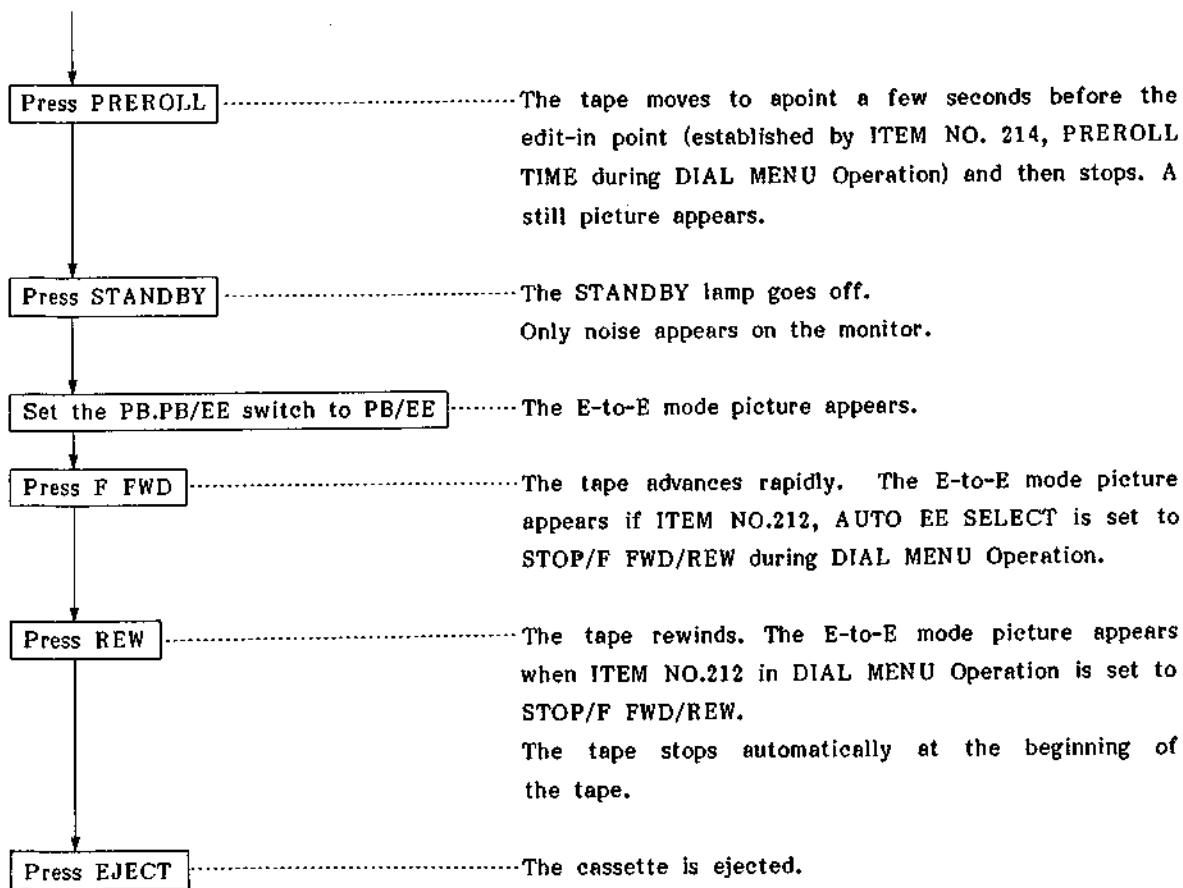 Press PREROLL
The tape moves to apoint a few seconds before the
edit-in point (established by ITEM NO. 214, PREROLL
TIME during DIAL MENU Operation) and then stops. A
still picture appears.
Press STANDBY
The STANDBY lamp goes off.
Only noise appears on the monitor.
Set the PB.PB/EE switch to PB/EE
The E-to-E mode picture appears.
Press F FWD
The tape advances rapidly. The E-to-E mode picture
appears if ITEM NO.212, AUTO EE SELECT is set to
STOP/F FWD/REW during DIAL MENU Operation.
Press REW
The tape rewinds. The E-to-E mode picture appears
when ITEM NO.212 in DIAL MENU Operation is set to
STOP/F FWD/REW.
The tape stops automatically at the beginning of
the tape.
Press EJECT
The cassette is ejected.